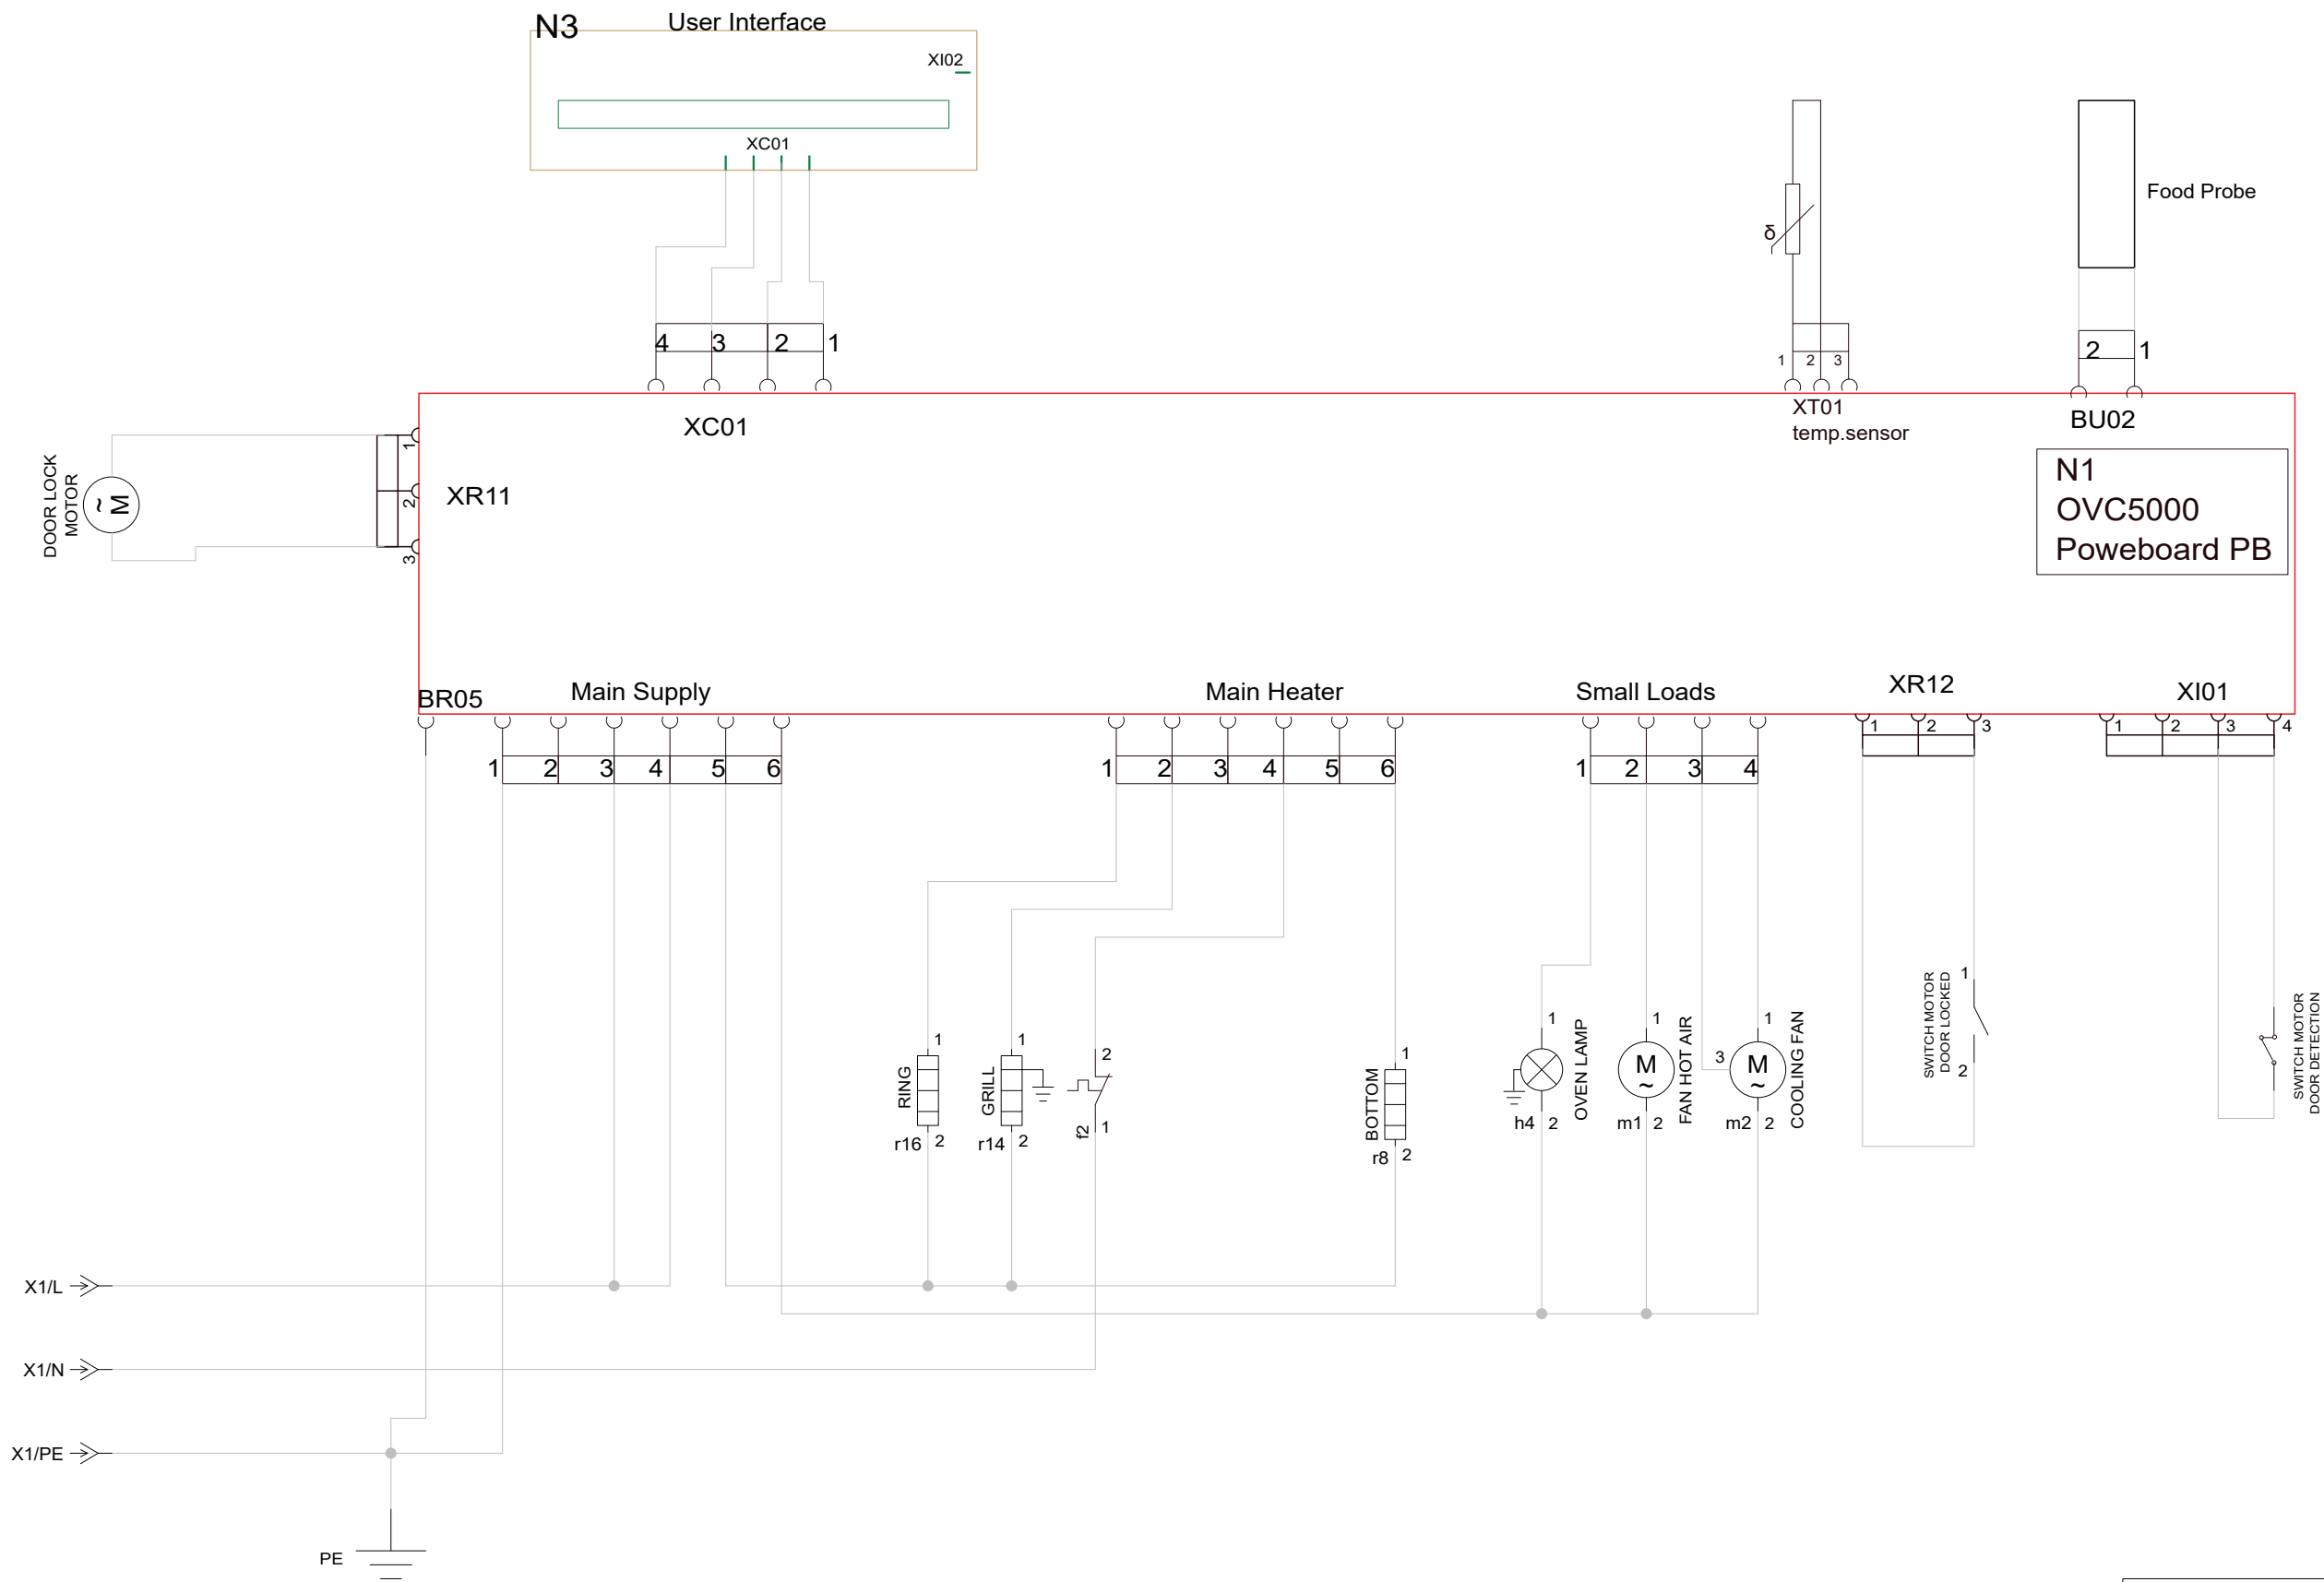 N3
User Interface
XI02
XC01
4 3 2 1
δ
1 2 3
Food Probe
2 1
XC01
XT01
temp.sensor
BU02
N1
OVC5000
Poweboard PB
DOOR LOCK
MOTOR
M
~
1
2
3
XR11
BR05
Main Supply
Main Heater
Small Loads
XR12
XI01
1 2 3 4 5 6
1 2 3 4 5 6
1 2 3 4
1 2 3
1 2 3 4
RING
1
r16 2
GRILL
1
r14 2
2
f2 1
BOTTOM
1
r8 2
1
OVEN LAMP
h4 2
1
M
~
FAN HOT AIR
m1 2
1
3
M
~
COOLING FAN
m2 2
SWITCH MOTOR
DOOR LOCKED
1
2
SWITCH MOTOR
DOOR DETECTION
X1/L
X1/N
X1/PE
PE